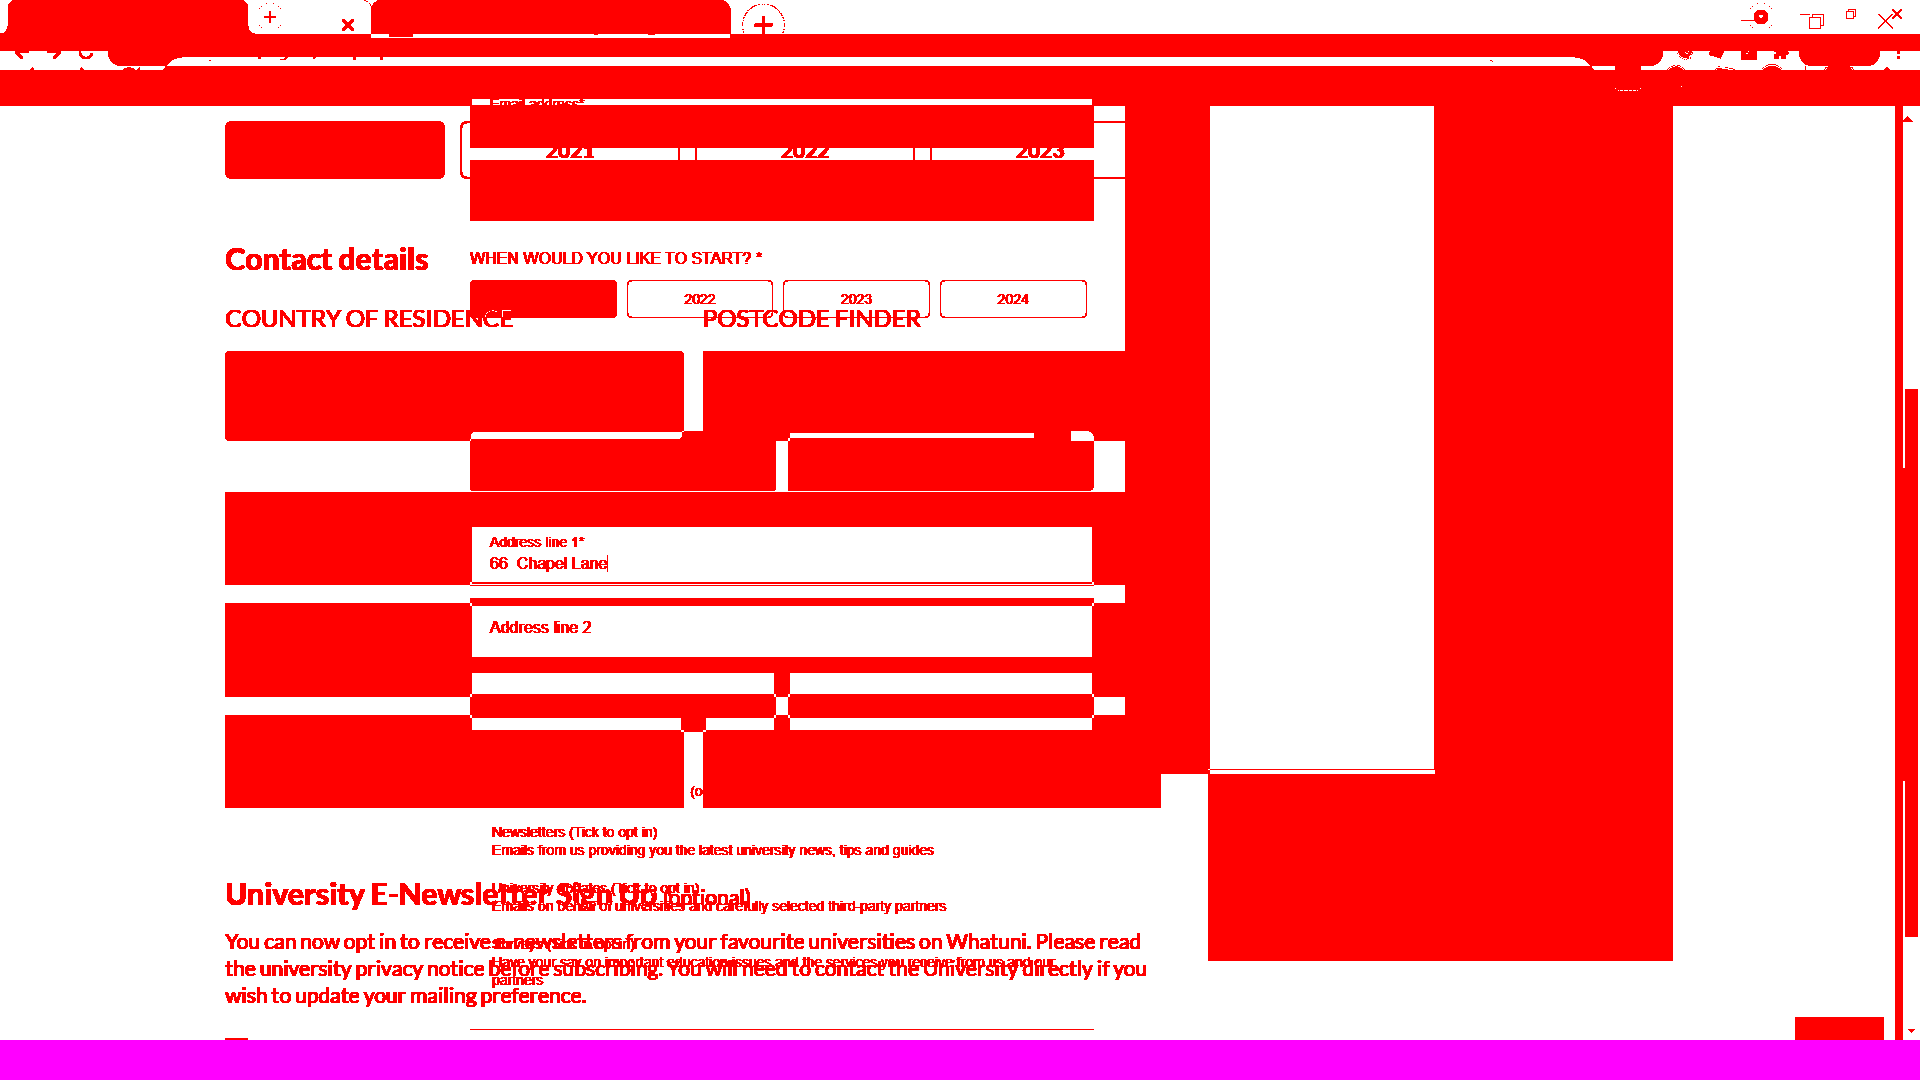 Email address*
2021 2022 2023
Contact details
WHEN WOULD YOU LIKE TO START? *
2022 2023 2024
COUNTRY OF RESIDENCE POSTCODE FINDER
Address line 1*
66 Chapel Lane
Address line 2
(o
Newsletters (Tick to opt in)
Emails from us providing you the latest university news, tips and guides
University updates (Tick to opt in)
University E-Newsletter Sign Up (optional)
Emails on behalf of universities and carefully selected third-party partners
You can now opt in to receive e-newsletters from your favourite universities on Whatuni. Please read
Surveys (Tick to opt in)
Have your say on important education issues and the services you receive from us and our
the university privacy notice before subscribing. You will need to contact the University directly if you
partners
wish to update your mailing preference.